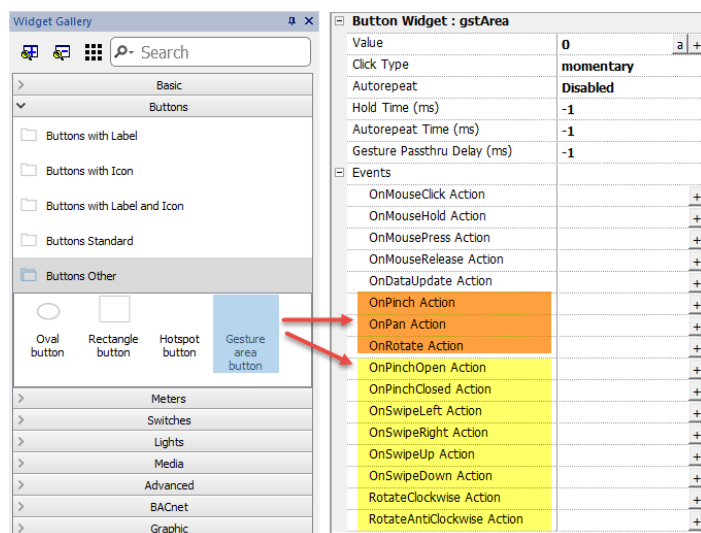 Widget Gallery
Search
Basic
Buttons
Buttons with Label
Buttons with Icon
Buttons with Label and Icon
Buttons Standard
Buttons Other
Oval
button
Rectangle
button
Hotspot
button
Gesture
area
button
Meters
Switches
Lights
Media
Advanced
BACnet
Graphic
Button Widget : gstArea
Value 0 a +
Click Type momentary
Autorepeat Disabled
Hold Time (ms) -1
Autorepeat Time (ms) -1
Gesture Passthru Delay (ms) -1
Events
OnMouseClick Action +
OnMouseHold Action +
OnMousePress Action +
OnMouseRelease Action +
OnDataUpdate Action +
OnPinch Action +
OnPan Action +
OnRotate Action +
OnPinchOpen Action +
OnPinchClosed Action +
OnSwipeLeft Action +
OnSwipeRight Action +
OnSwipeUp Action +
OnSwipeDown Action +
RotateClockwise Action +
RotateAntiClockwise Action +